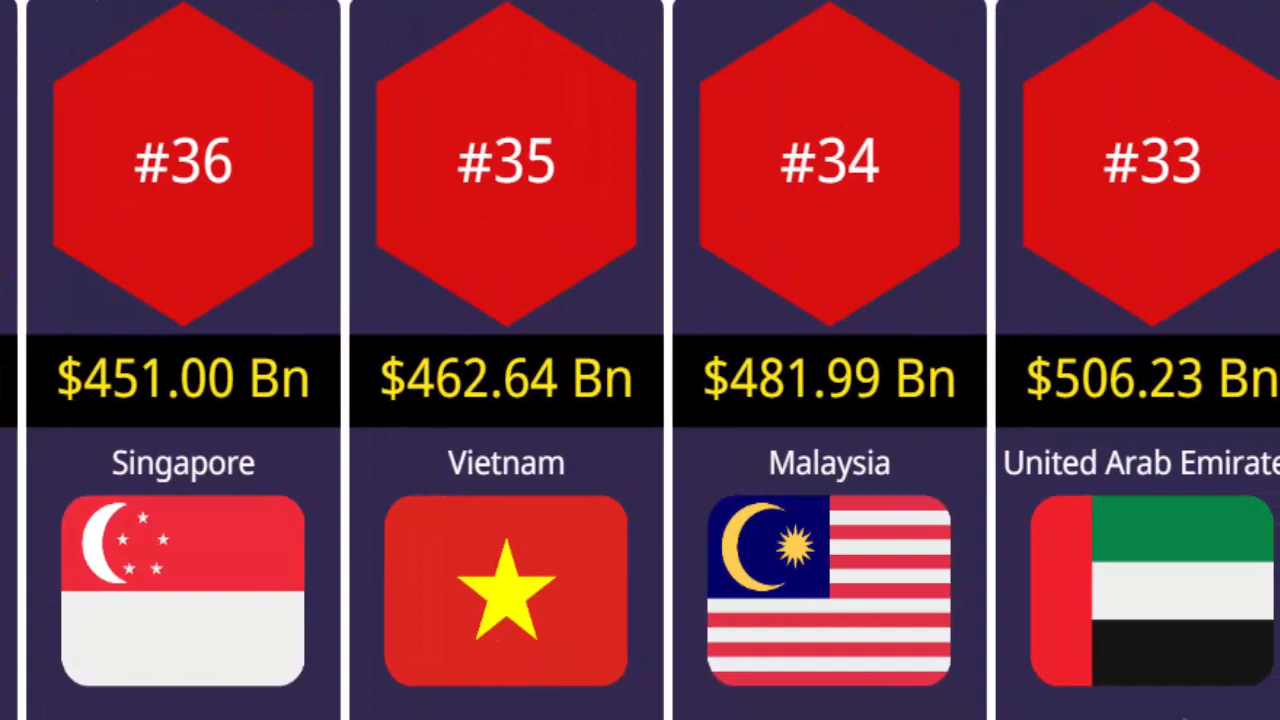 #36
$451.00 Bn
Singapore
#35
$462.64 Bn
Vietnam
#34
$481.99 Bn
Malaysia
#33
$506.23 Bn
United Arab Emirate